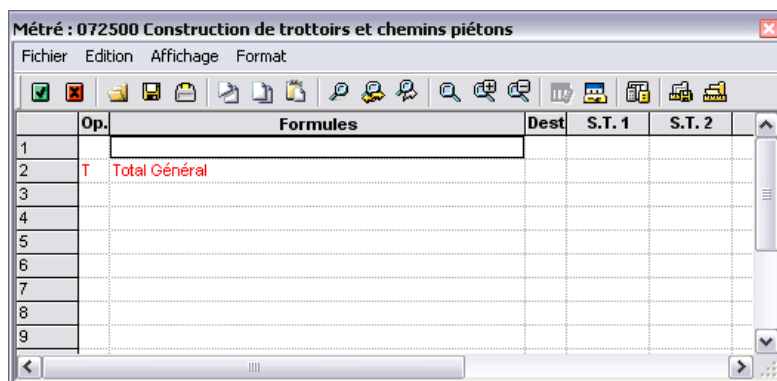 Métré : 072500 Construction de trottoirs et chemins piétons
Fichier Edition Affichage Format
Op. Formules Dest S.T. 1 S.T. 2
1
2 T Total Général
3
4
5
6
7
8
9